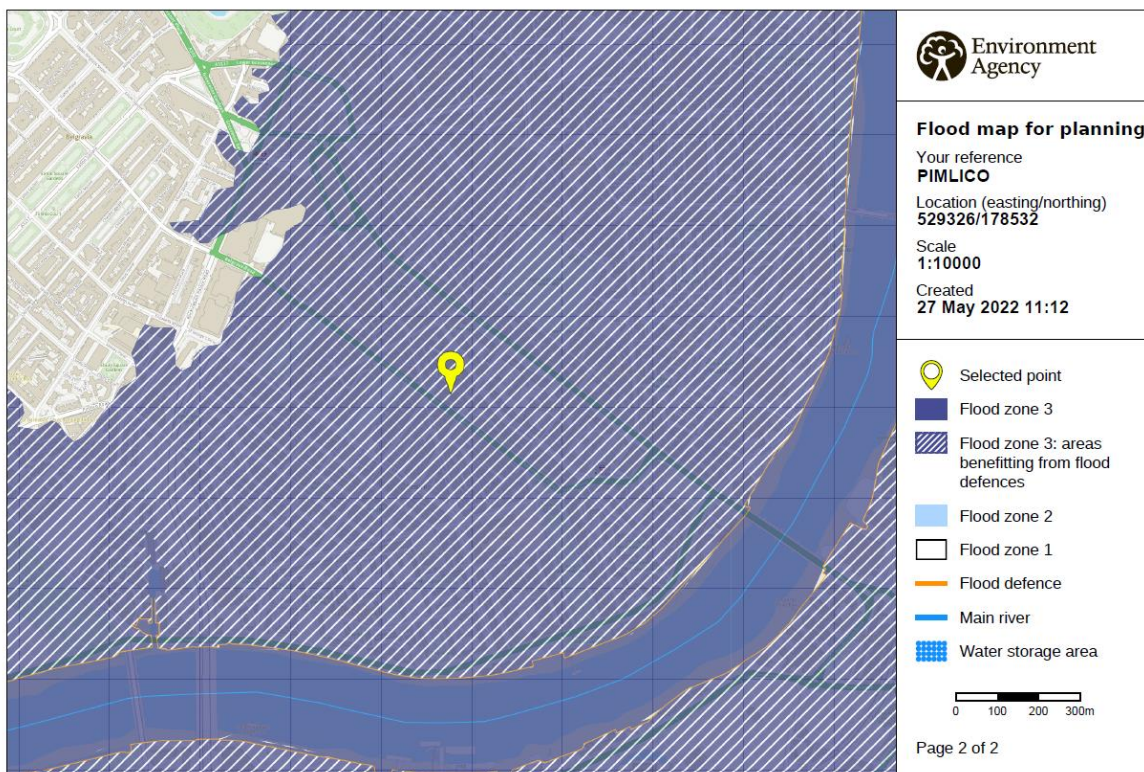 Belgravia
Environment
Agency
Flood map for planning
Your reference
PIMLICO
Location (easting/northing)
529326/178532
Scale
1:10000
Created
27 May 2022 11:12
Selected point
Flood zone 3
Flood zone 3: areas
benefitting from flood
defences
Flood zone 2
Flood zone 1
Flood defence
Main river
Water storage area
0 100 200 300m
Page 2 of 2